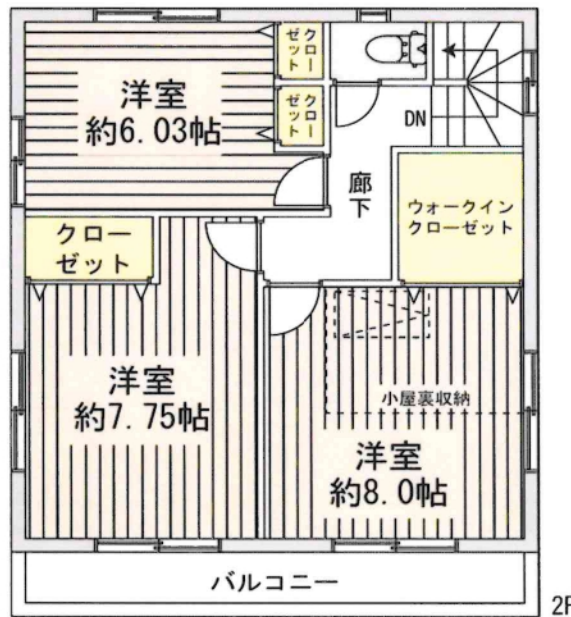 クロー
ゼット
洋室
約6.03帖
クロー
ゼット
DN
廊下
ウォークイン
クローゼット
クロー
ゼット
洋室
約7.75帖
小屋裏収納
洋室
約8.0帖
バルコニー
2F